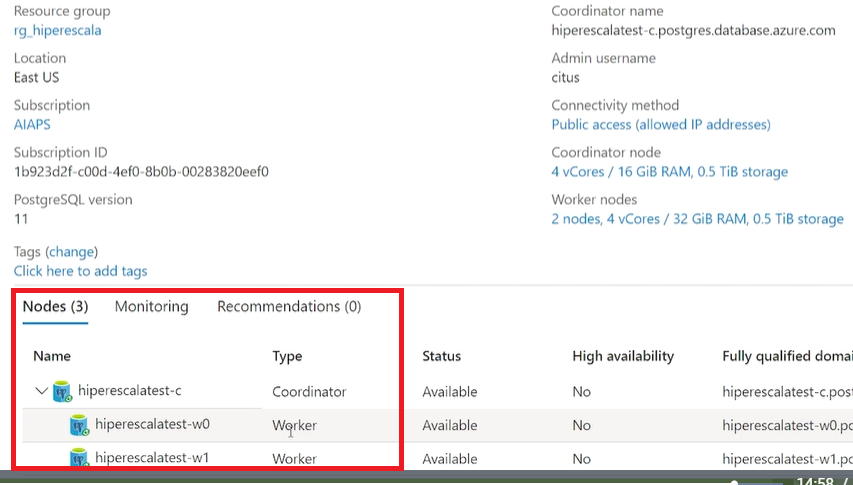 Resource group
rg_hiperescala
Location
East US
Subscription
AIAPS
Subscription ID
1b923d2f-c00d-4ef0-8b0b-00283820eef0
PostgreSQL version
11
Tags (change)
Click here to add tags
Coordinator name
hiperescalatest-c.postgres.database.azure.com
Admin username
citus
Connectivity method
Public access (allowed IP addresses)
Coordinator node
4 vCores / 16 GiB RAM, 0.5 TiB storage
Worker nodes
2 nodes, 4 vCores / 32 GiB RAM, 0.5 TiB storage
Nodes (3) Monitoring Recommendations (0)
Name Type Status High availability Fully qualified domai
hiperescalatest-c Coordinator Available No hiperescalatest-c.post
hiperescalatest-w0 Worker Available No hiperescalatest-w0.po
hiperescalatest-w1 Worker Available No hiperescalatest-w1.po
14:58 /